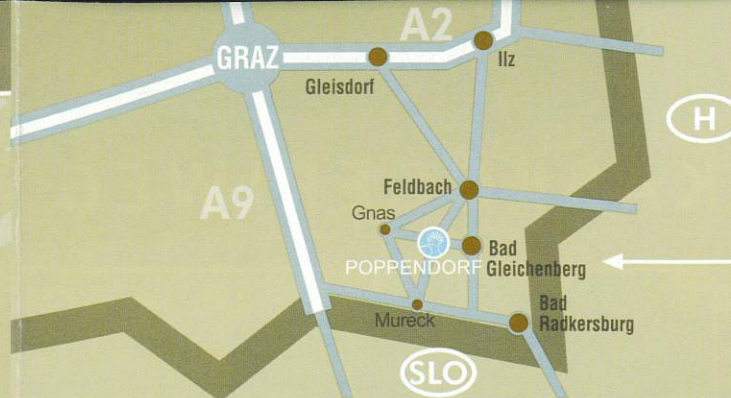 A2
GRAZ
Ilz
Gleisdorf
H
Feldbach
A9
Gnas
Bad
Gleichenberg
POPPENDORF
Bad
Radkersburg
Mureck
SLO